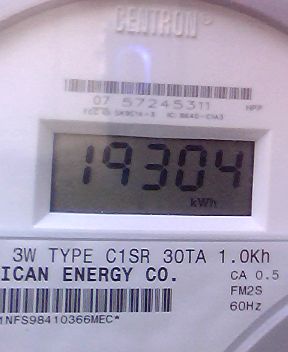 CENTRON®
07 57245311
19304
kWh
3W TYPE C1SR 30TA 1.0Kh
ICAN ENERGY CO.
CA 0.5
FM2S
60Hz
1NFS98410366MEC*